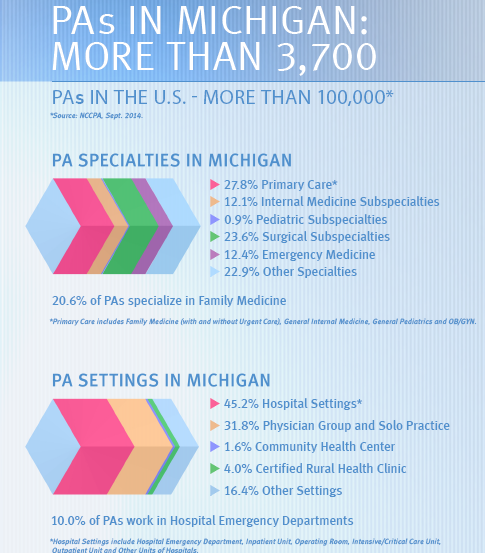 PAs IN MICHIGAN:
MORE THAN 3,700
PAs IN THE U.S. - MORE THAN 100,000*
*Source: NCCPA, Sept. 2014.
PA SPECIALTIES IN MICHIGAN
27.8% Primary Care*
12.1% Internal Medicine Subspecialties
0.9% Pediatric Subspecialties
23.6% Surgical Subspecialties
12.4% Emergency Medicine
22.9% Other Specialties
20.6% of PAs specialize in Family Medicine
*Primary Care includes Family Medicine (with and without Urgent Care), General Internal Medicine, General Pediatrics and OB/GYN.
PA SETTINGS IN MICHIGAN
45.2% Hospital Settings*
31.8% Physician Group and Solo Practice
1.6% Community Health Center
4.0% Certified Rural Health Clinic
16.4% Other Settings
10.0% of PAs work in Hospital Emergency Departments
*Hospital Settings include Hospital Emergency Department, Inpatient Unit, Operating Room, Intensive/Critical Care Unit,
Outpatient Unit and Other Units of Hospitals.